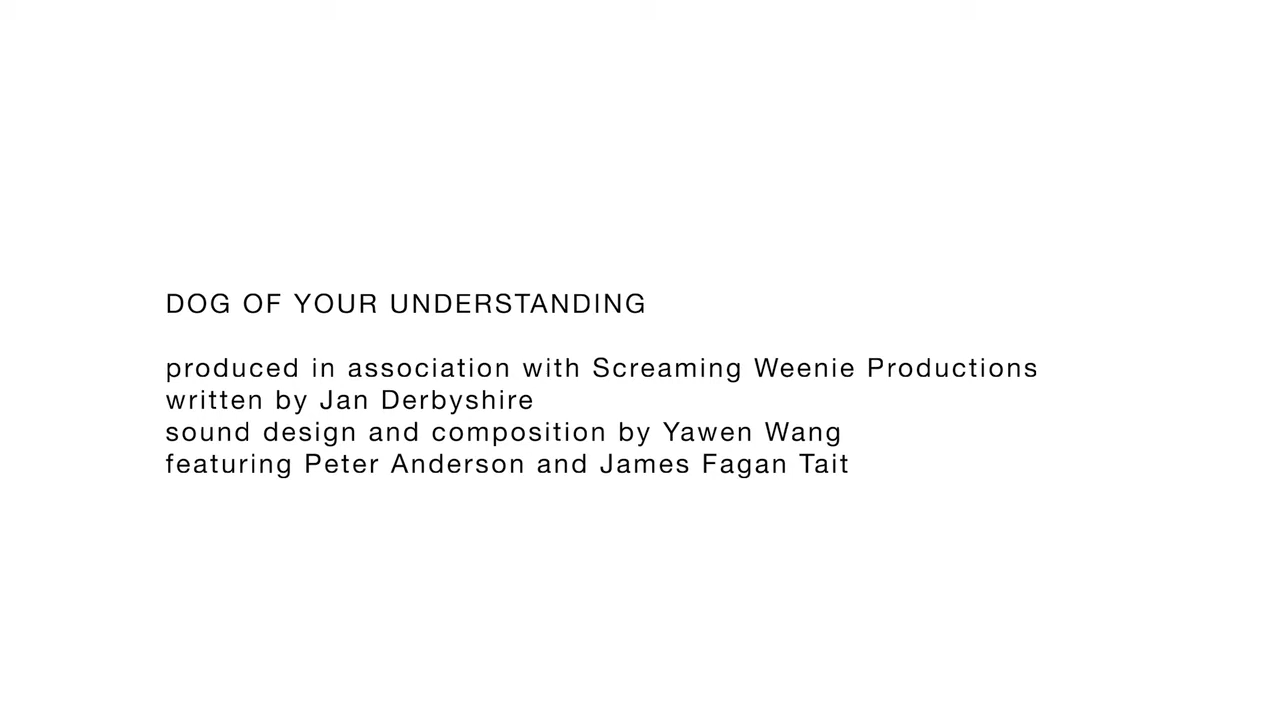 DOG OF YOUR UNDERSTANDING
produced in association with Screaming Weenie Productions
written by Jan Derbyshire
sound design and composition by Yawen Wang
featuring Peter Anderson and James Fagan Tait